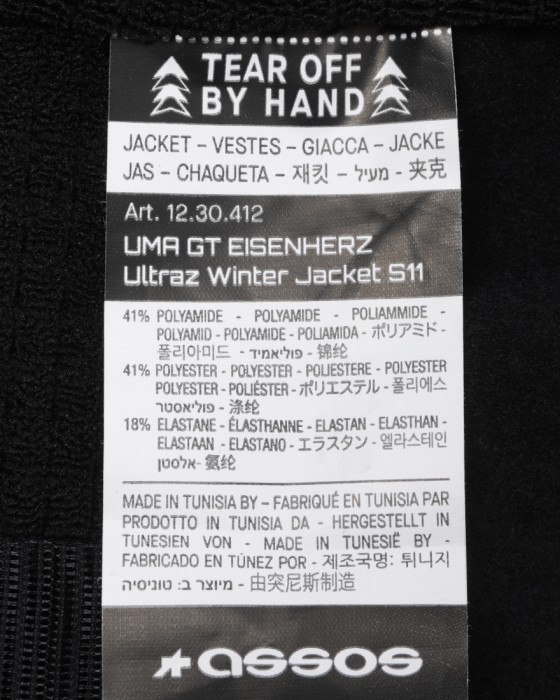 TEAR OFF
BY HAND
JACKET – VESTES – GIACCA – JACKE
JAS – CHAQUETA – 재킷 – מעיל - 夹克
Art. 12.30.412
UMA GT EISENHERZ
Ultraz Winter Jacket S11
41% POLYAMIDE - POLYAMIDE - POLIAMMIDE -
POLYAMID - POLYAMIDE - POLIAMIDA - ポリアミド -
폴리아미드 - פוליאמיד - 锦纶
41% POLYESTER - POLYESTER - POLIESTERE - POLYESTER
POLYESTER - POLIÉSTER - ポリエステル - 폴리에스
פוליאסטר - 涤纶
18% ELASTANE - ÉLASTHANNE - ELASTAN - ELASTHAN -
ELASTAAN - ELASTANO - エラスタン - 엘라스테인
אלסטן- 氨纶
MADE IN TUNISIA BY – FABRIQUÉ EN TUNISIA PAR
PRODOTTO IN TUNISIA DA - HERGESTELLT IN
TUNESIEN VON - MADE IN TUNESIË BY -
FABRICADO EN TÚNEZ POR - 제조국명: 튀니지
מיוצר ב: טוניסיה - 由突尼斯制造
assos